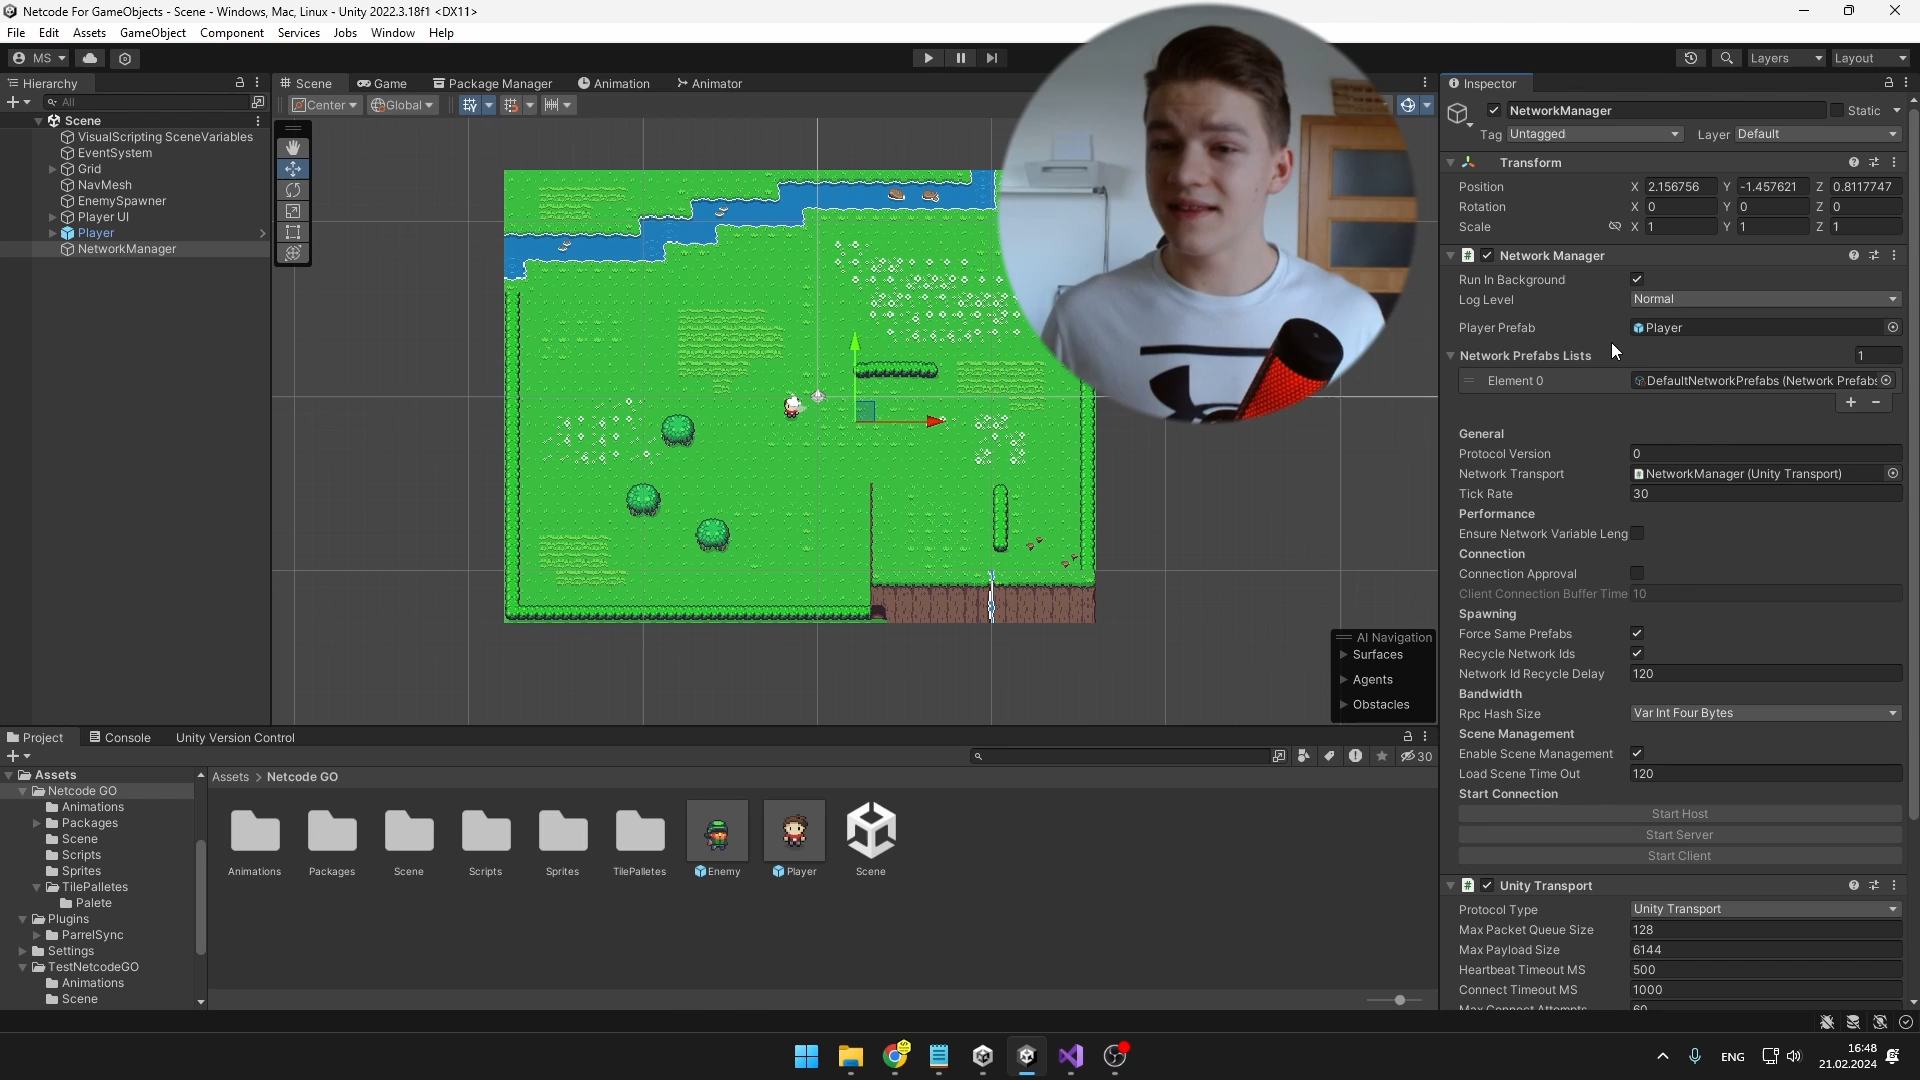 Netcode For GameObjects - Scene - Windows, Mac, Linux - Unity 2022.3.18f1 <DX11>
File Edit Assets GameObject Component Services Jobs Window Help
MS
Layers Layout
Hierarchy
All
Scene
VisualScripting SceneVariables
EventSystem
Grid
NavMesh
EnemySpawner
Player UI
Player
NetworkManager
Scene Game Package Manager Animation Animator
Center Global
AI Navigation
Surfaces
Agents
Obstacles
Inspector
NetworkManager Static
Tag Untagged Layer Default
Transform
Position X 2.156756 Y -1.457621 Z 0.8117747
Rotation X 0 Y 0 Z 0
Scale X 1 Y 1 Z 1
# Network Manager
Run In Background
Log Level Normal
Player Prefab Player
Network Prefabs Lists 1
Element 0 DefaultNetworkPrefabs (Network Prefabs
General
Protocol Version 0
Network Transport NetworkManager (Unity Transport)
Tick Rate 30
Performance
Ensure Network Variable Leng
Connection
Connection Approval
Client Connection Buffer Time 10
Spawning
Force Same Prefabs
Recycle Network Ids
Network Id Recycle Delay 120
Bandwidth
Rpc Hash Size Var Int Four Bytes
Scene Management
Enable Scene Management
Load Scene Time Out 120
Start Connection
Start Host
Start Server
Start Client
# Unity Transport
Protocol Type Unity Transport
Max Packet Queue Size 128
Max Payload Size 6144
Heartbeat Timeout MS 500
Connect Timeout MS 1000
Max Connect Attempts 60
Project Console Unity Version Control
30
Assets
Netcode GO
Animations
Packages
Scene
Scripts
Sprites
TilePalletes
Palete
Plugins
ParrelSync
Settings
TestNetcodeGO
Animations
Scene
Assets > Netcode GO
Animations Packages Scene Scripts Sprites TilePalletes Enemy Player Scene
ENG
16:48
21.02.2024